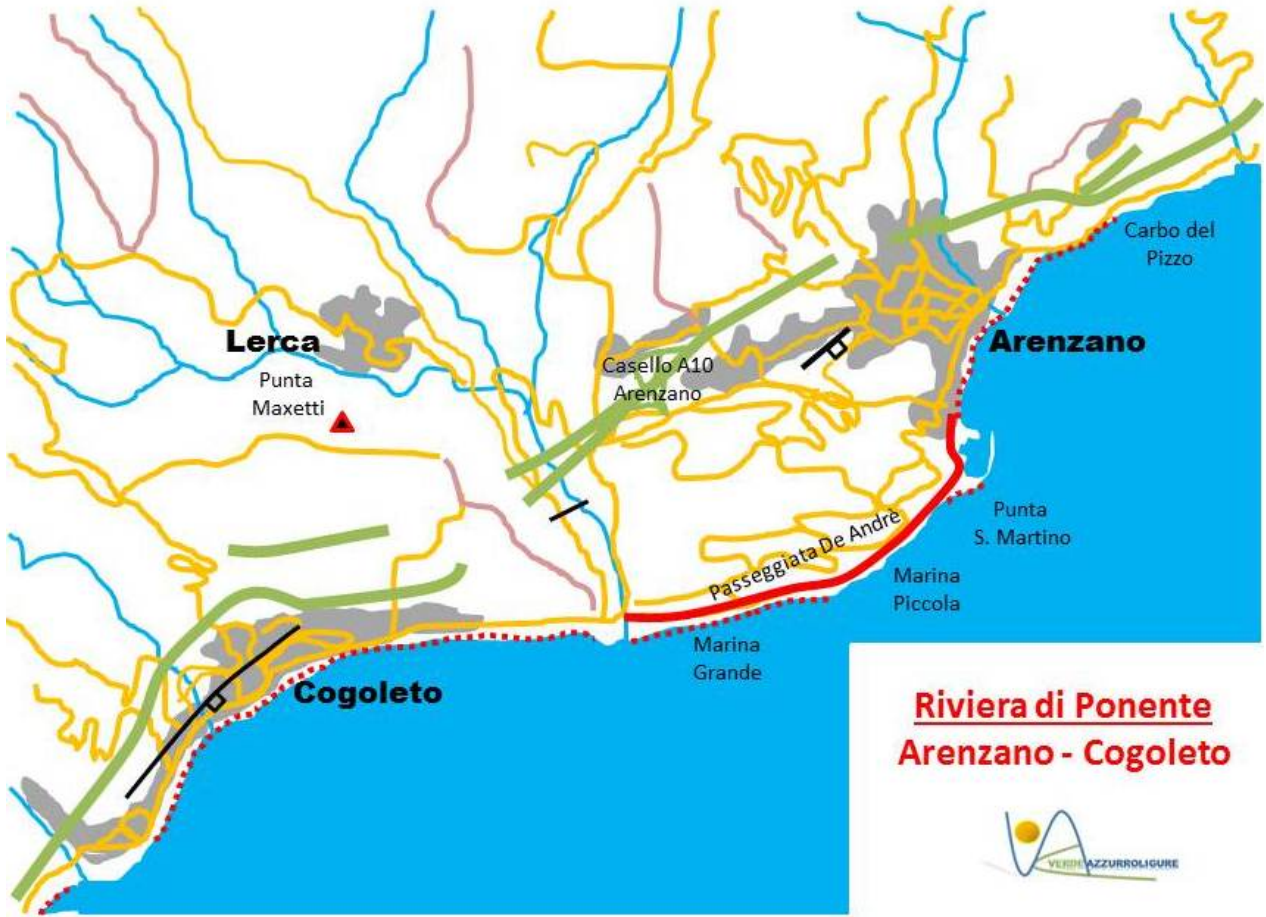 Carbo del
Pizzo
Lerca
Arenzano
Punta
Maxetti
Casello A10
Arenzano
Punta
S. Martino
Passeggiata De Andrè
Marina
Piccola
Marina
Grande
Cogoleto
Riviera di Ponente
Arenzano - Cogoleto
VERDEAZZURROLIGURE